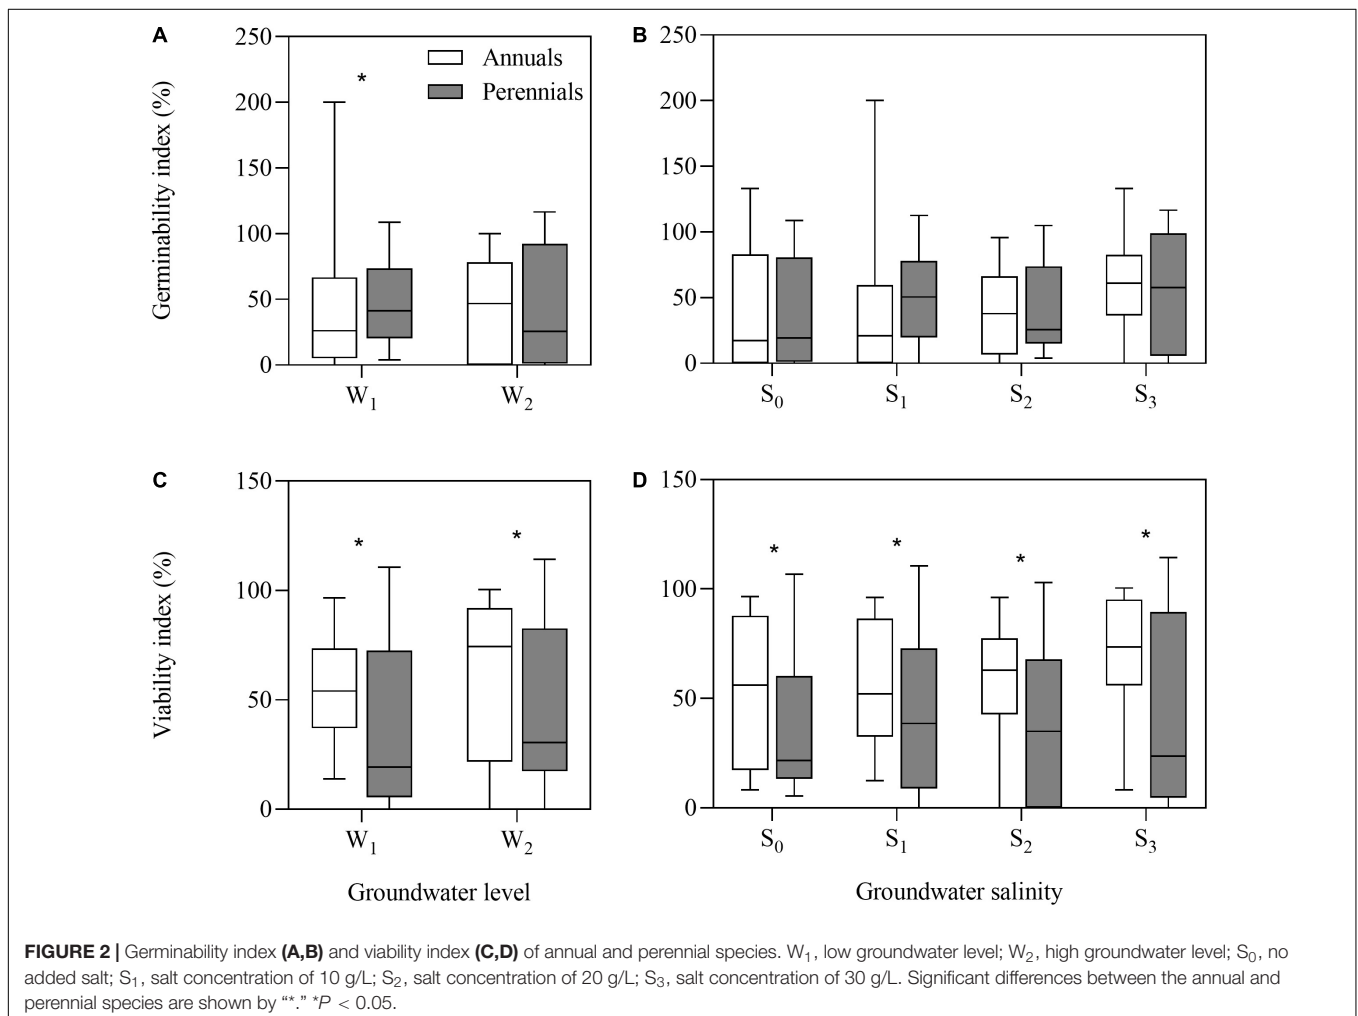 A
Germinability index (%)
250
200
150
100
50
0
*
Annuals
Perennials
W1
W2
B
250
200
150
100
50
0
S0
S1
S2
S3
C
Viability index (%)
150
100
50
0
*
*
W1
W2
Groundwater level
D
150
100
50
0
*
*
*
*
S0
S1
S2
S3
Groundwater salinity
FIGURE 2 | Germinability index (A,B) and viability index (C,D) of annual and perennial species. W1, low groundwater level; W2, high groundwater level; S0, no
added salt; S1, salt concentration of 10 g/L; S2, salt concentration of 20 g/L; S3, salt concentration of 30 g/L. Significant differences between the annual and
perennial species are shown by “*.” *P < 0.05.